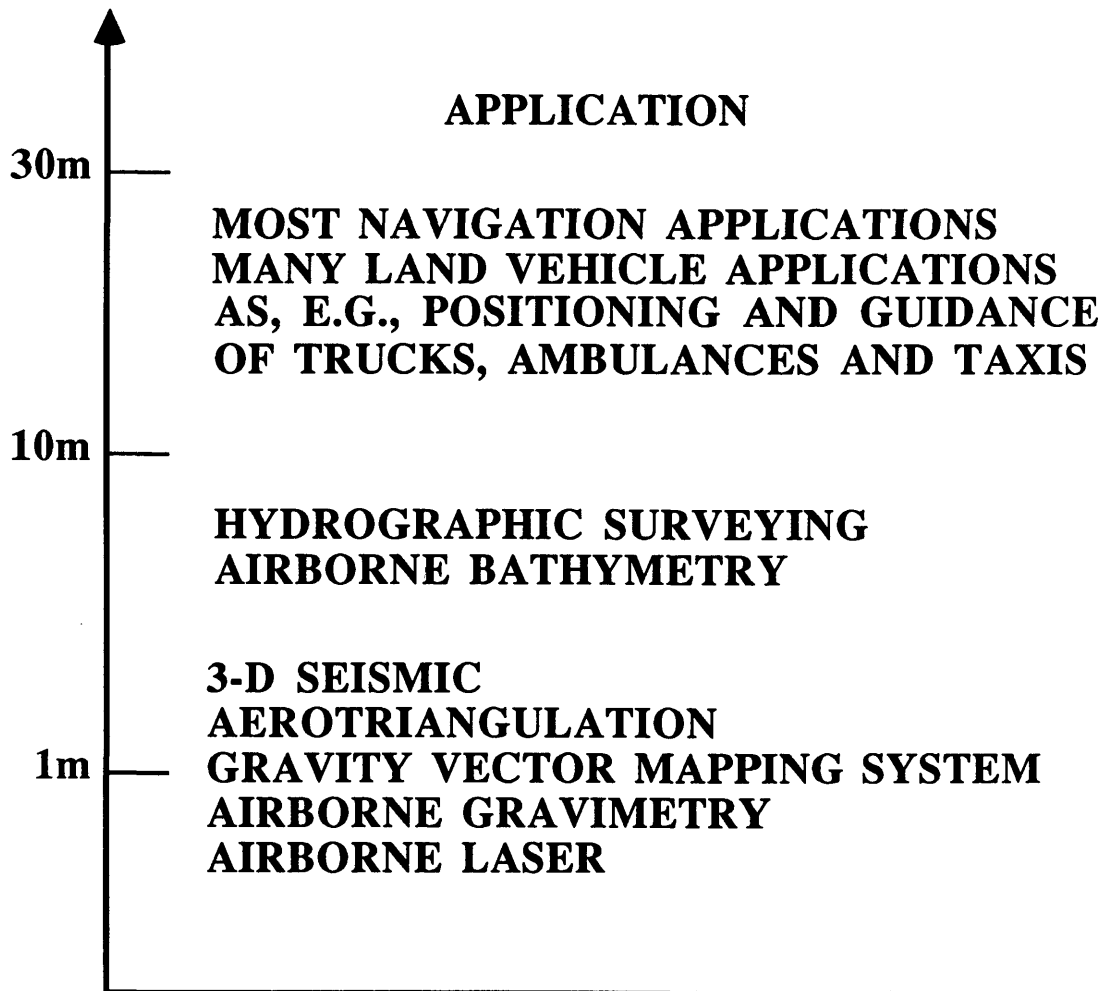 APPLICATION
30m
MOST NAVIGATION APPLICATIONS
MANY LAND VEHICLE APPLICATIONS
AS, E.G., POSITIONING AND GUIDANCE
OF TRUCKS, AMBULANCES AND TAXIS
10m
HYDROGRAPHIC SURVEYING
AIRBORNE BATHYMETRY
3-D SEISMIC
AEROTRIANGULATION
1m GRAVITY VECTOR MAPPING SYSTEM
AIRBORNE GRAVIMETRY
AIRBORNE LASER